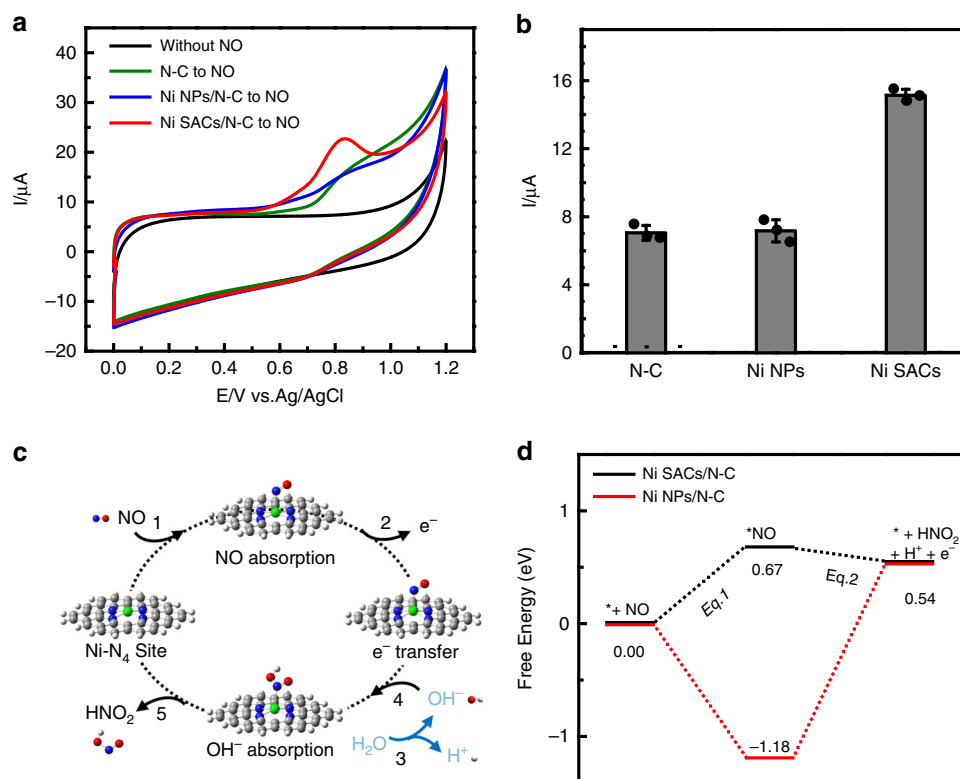 a
Without NO
N-C to NO
Ni NPs/N-C to NO
Ni SACs/N-C to NO
I/µA
40
30
20
10
0
−10
−20
0.0 0.2 0.4 0.6 0.8 1.0 1.2
E/V vs.Ag/AgCl
b
I/µA
16
12
8
4
0
N-C Ni NPs Ni SACs
c
NO 1
2 e⁻
NO absorption
Ni-N₄ Site
e⁻ transfer
HNO₂ 5
4 OH⁻
OH⁻ absorption
H₂O 3 H⁺
d
Ni SACs/N-C
Ni NPs/N-C
Free Energy (eV)
1
0
−1
*+ NO
0.00
Eq.1
*NO
0.67
Eq.2
* + HNO₂
+ H⁺ + e⁻
0.54
−1.18